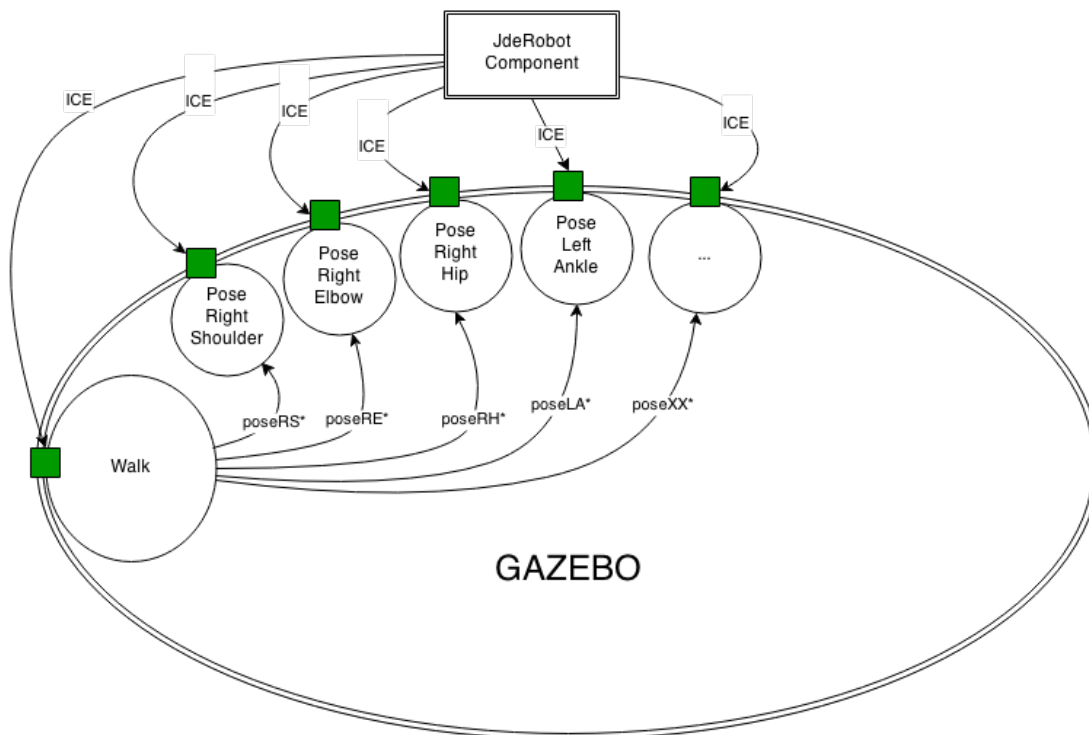 JdeRobot
Component
ICE
ICE
ICE
ICE
ICE
ICE
Pose
Right
Shoulder
Pose
Right
Elbow
Pose
Right
Hip
Pose
Left
Ankle
...
poseRS*
poseRE*
poseRH*
poseLA*
poseXX*
Walk
GAZEBO